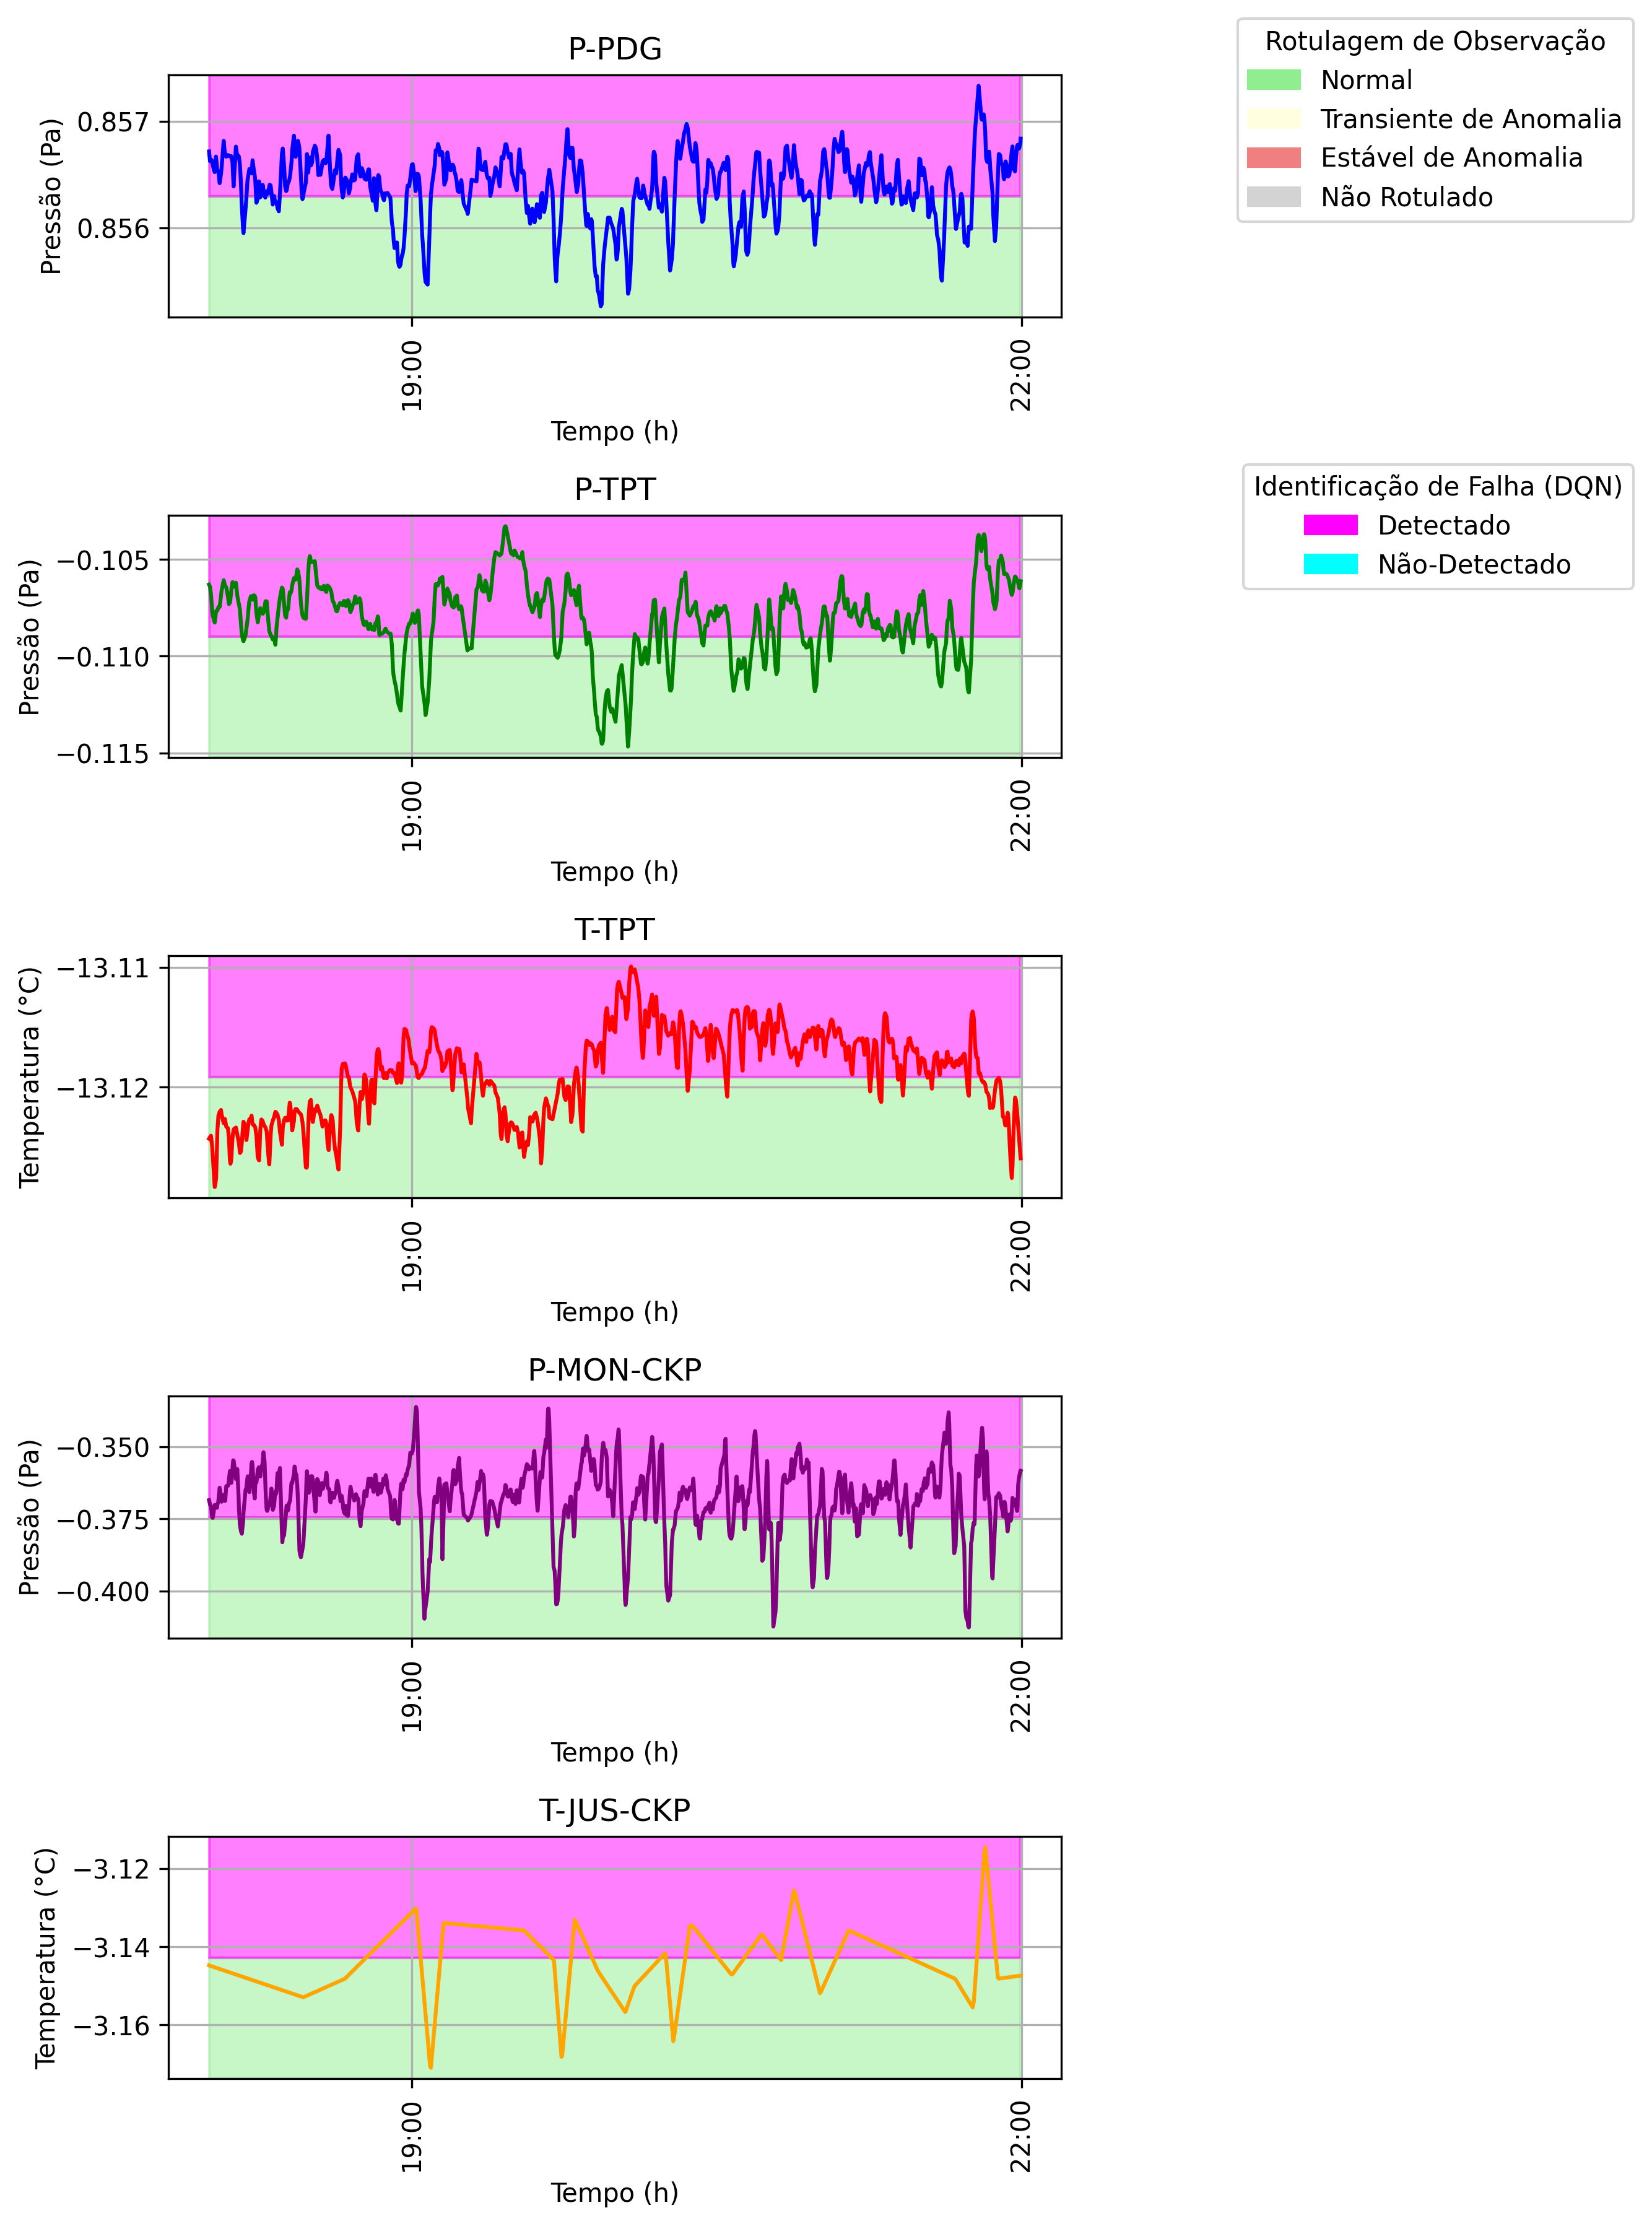 P-PDG
Pressão (Pa)
0.857
0.856
19:00
22:00
Tempo (h)
Rotulagem de Observação
Normal
Transiente de Anomalia
Estável de Anomalia
Não Rotulado
P-TPT
Pressão (Pa)
−0.105
−0.110
−0.115
19:00
22:00
Tempo (h)
Identificação de Falha (DQN)
Detectado
Não-Detectado
T-TPT
Temperatura (°C)
−13.11
−13.12
19:00
22:00
Tempo (h)
P-MON-CKP
Pressão (Pa)
−0.350
−0.375
−0.400
19:00
22:00
Tempo (h)
T-JUS-CKP
Temperatura (°C)
−3.12
−3.14
−3.16
19:00
22:00
Tempo (h)